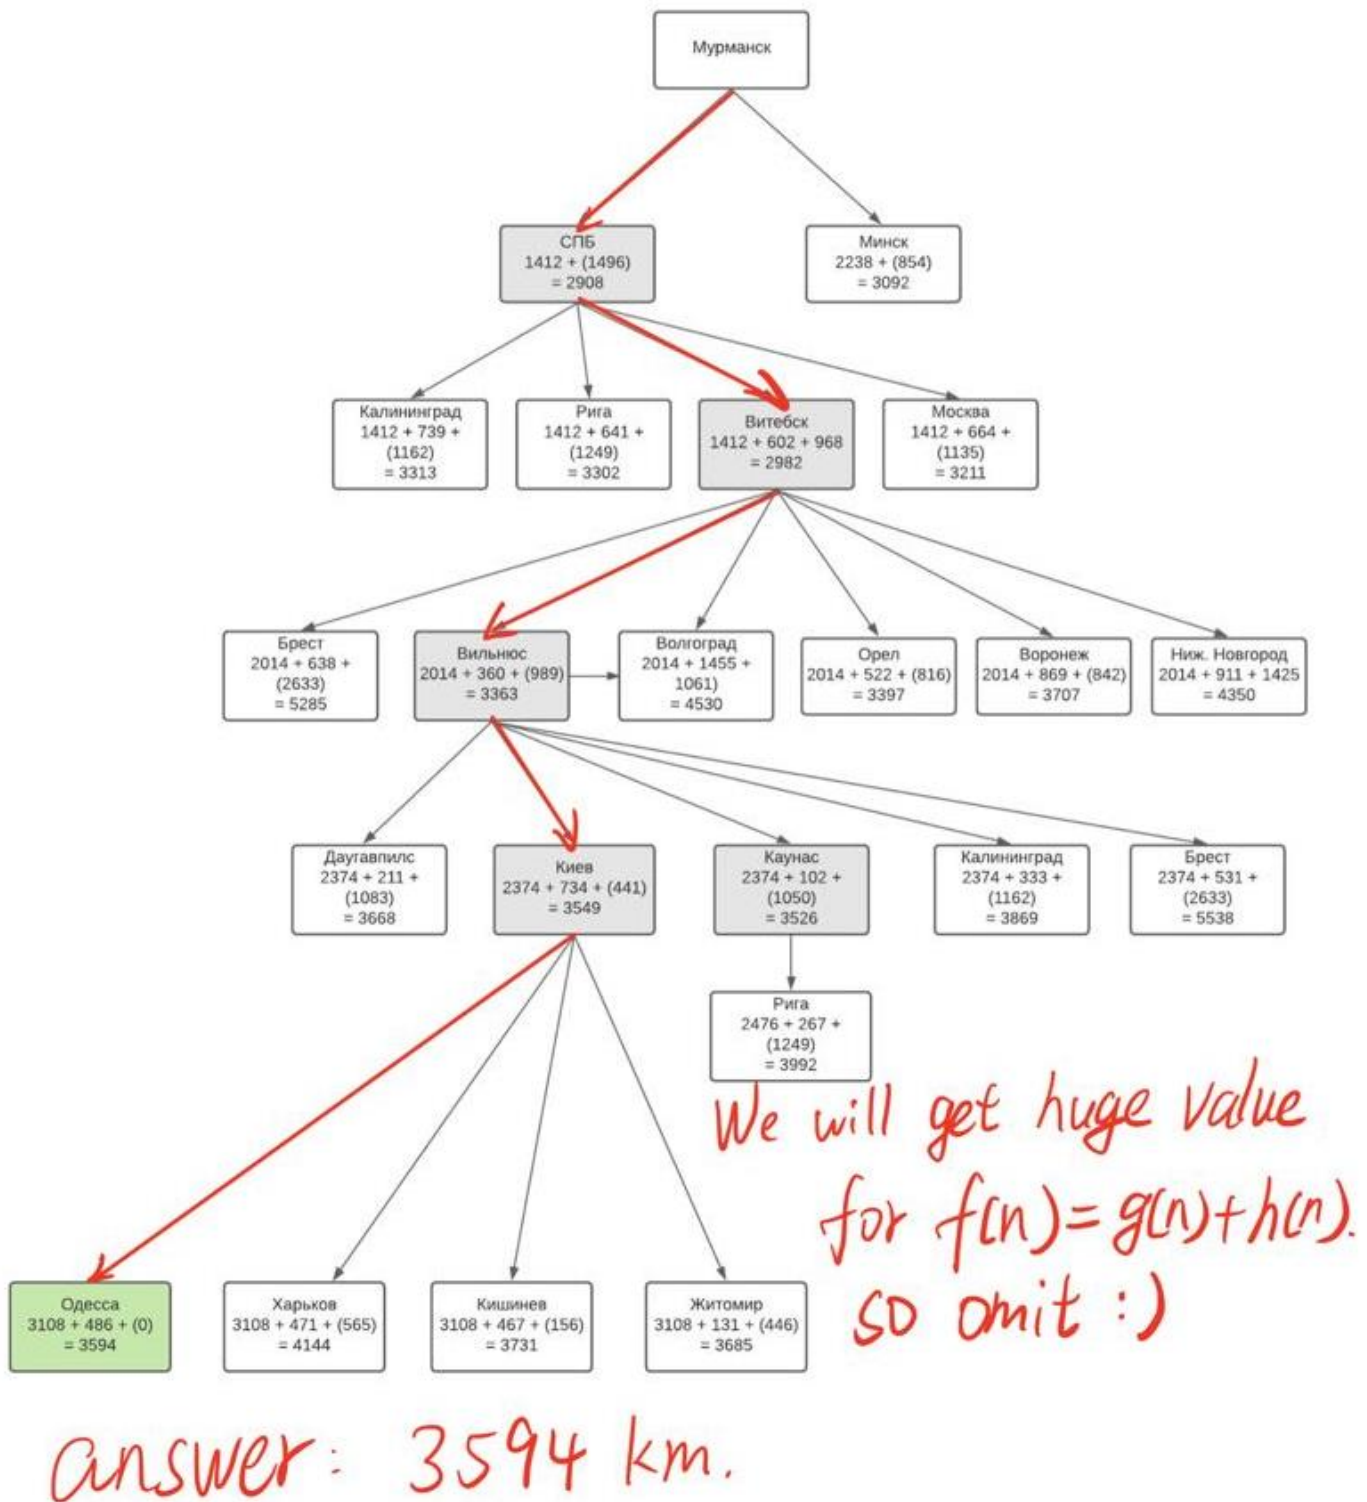 Мурманск
СПБ
1412 + (1496)
= 2908
Минск
2238 + (854)
= 3092
Калининград
1412 + 739 +
(1162)
= 3313
Рига
1412 + 641 +
(1249)
= 3302
Витебск
1412 + 602 + 968
= 2982
Москва
1412 + 664 +
(1135)
= 3211
Брест
2014 + 638 +
(2633)
= 5285
Вильнюс
2014 + 360 + (989)
= 3363
Волгоград
2014 + 1455 +
1061)
= 4530
Орел
2014 + 522 + (816)
= 3397
Воронеж
2014 + 869 + (842)
= 3707
Ниж. Новгород
2014 + 911 + 1425
= 4350
Даугавпилс
2374 + 211 +
(1083)
= 3668
Киев
2374 + 734 + (441)
= 3549
Каунас
2374 + 102 +
(1050)
= 3526
Калининград
2374 + 333 +
(1162)
= 3869
Брест
2374 + 531 +
(2633)
= 5538
Рига
2476 + 267 +
(1249)
= 3992
We will get huge value
for f(n)=g(n)+h(n).
so omit :)
Одесса
3108 + 486 + (0)
= 3594
Харьков
3108 + 471 + (565)
= 4144
Кишинев
3108 + 467 + (156)
= 3731
Житомир
3108 + 131 + (446)
= 3685
answer: 3594 km.